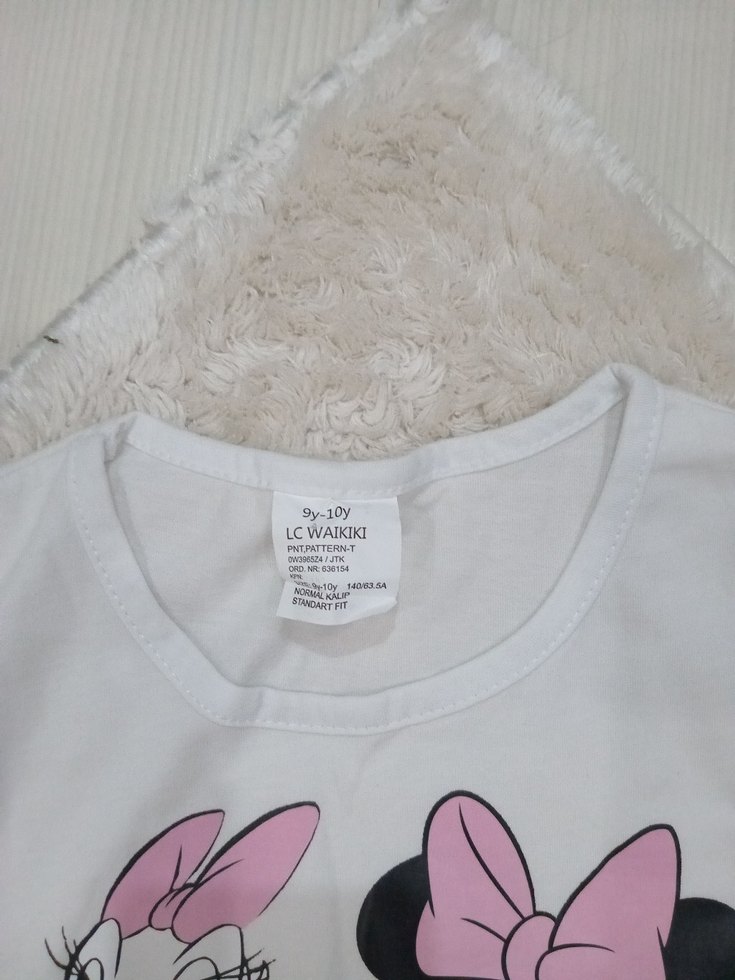 9y-10y
LC WAIKIKI
PNT,PATTERN-T
0W3965Z4 / JTK
ORD. NR: 636154
KPN:
9y-10y 140/63.5A
NORMAL KALIP
STANDART FIT